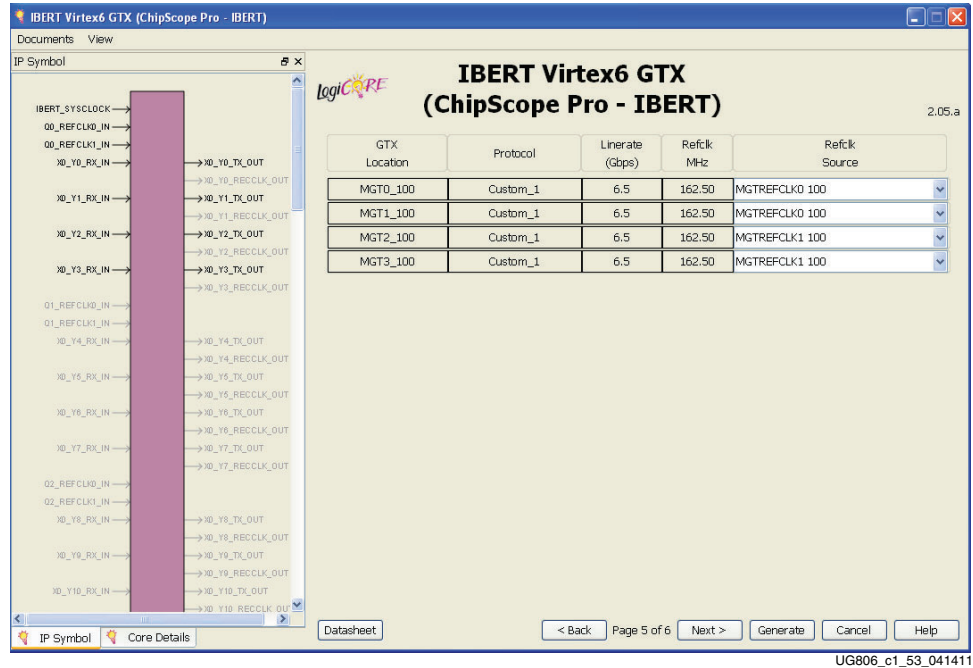 IBERT Virtex6 GTX (ChipScope Pro - IBERT)
Documents View
IP Symbol
IBERT_SYSCLOCK
Q0_REFCLK0_IN
Q0_REFCLK1_IN
X0_Y0_RX_IN X0_Y0_TX_OUT
X0_Y0_RECCLK_OUT
X0_Y1_RX_IN X0_Y1_TX_OUT
X0_Y1_RECCLK_OUT
X0_Y2_RX_IN X0_Y2_TX_OUT
X0_Y2_RECCLK_OUT
X0_Y3_RX_IN X0_Y3_TX_OUT
X0_Y3_RECCLK_OUT
Q1_REFCLK0_IN
Q1_REFCLK1_IN
X0_Y4_RX_IN X0_Y4_TX_OUT
X0_Y4_RECCLK_OUT
X0_Y5_RX_IN X0_Y5_TX_OUT
X0_Y5_RECCLK_OUT
X0_Y6_RX_IN X0_Y6_TX_OUT
X0_Y6_RECCLK_OUT
X0_Y7_RX_IN X0_Y7_TX_OUT
X0_Y7_RECCLK_OUT
Q2_REFCLK0_IN
Q2_REFCLK1_IN
X0_Y8_RX_IN X0_Y8_TX_OUT
X0_Y8_RECCLK_OUT
X0_Y9_RX_IN X0_Y9_TX_OUT
X0_Y9_RECCLK_OUT
X0_Y10_RX_IN X0_Y10_TX_OUT
X0_Y10_RECCLK_OU
IP Symbol Core Details
LogiCORE
IBERT Virtex6 GTX
(ChipScope Pro - IBERT)
2.05.a
GTX Location Protocol Linerate (Gbps) Refclk MHz Refclk Source
MGT0_100 Custom_1 6.5 162.50 MGTREFCLK0 100
MGT1_100 Custom_1 6.5 162.50 MGTREFCLK0 100
MGT2_100 Custom_1 6.5 162.50 MGTREFCLK1 100
MGT3_100 Custom_1 6.5 162.50 MGTREFCLK1 100
Datasheet < Back Page 5 of 6 Next > Generate Cancel Help
UG806_c1_53_041411